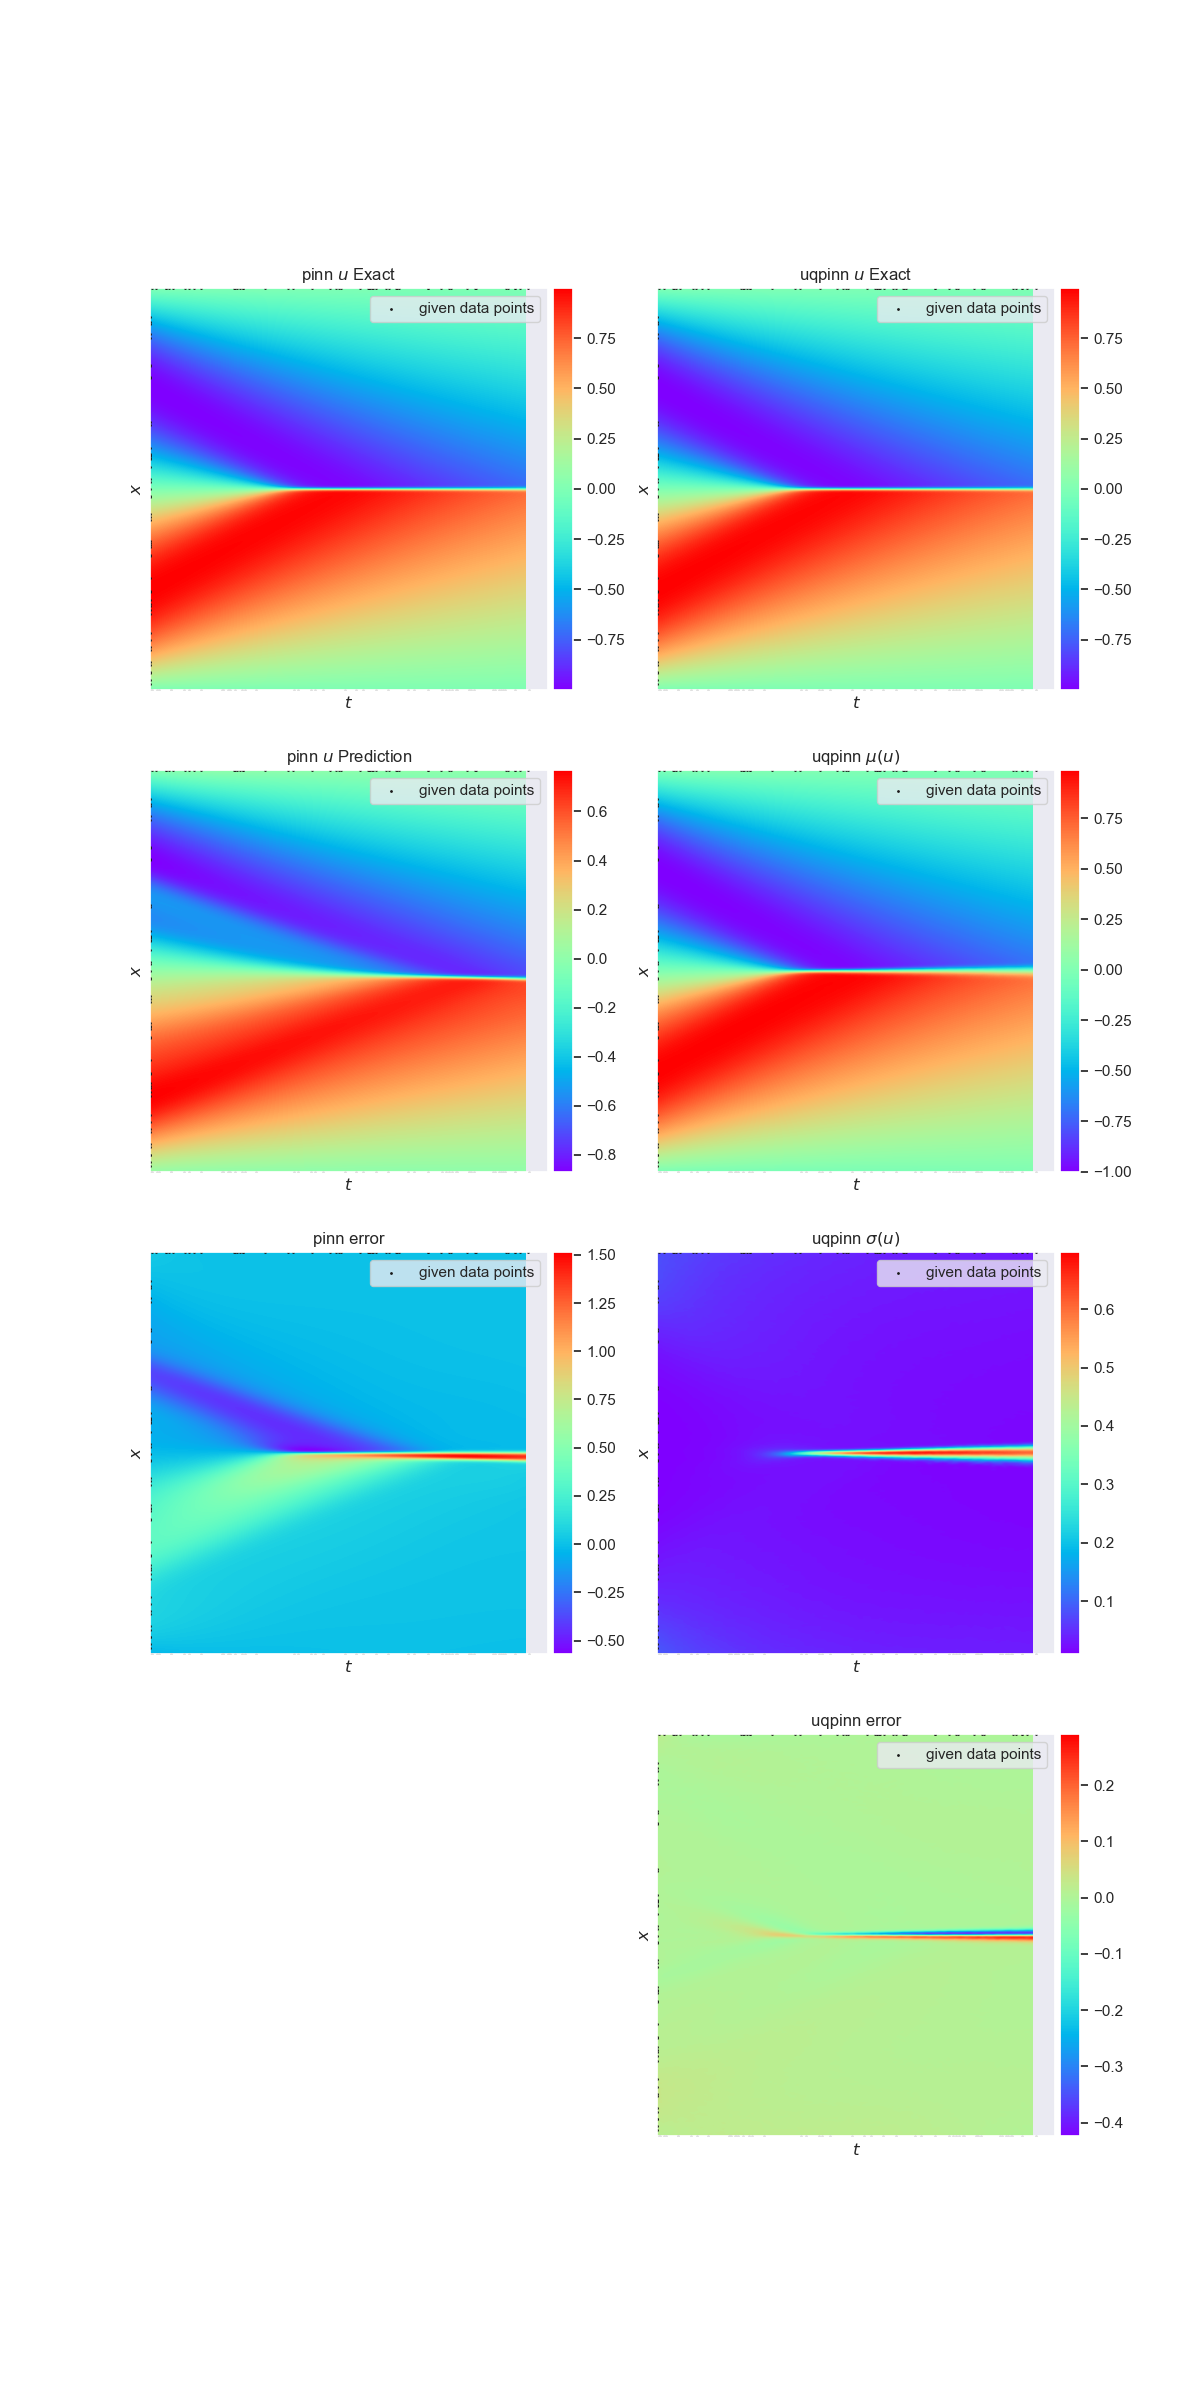 pinn u Exact
given data points
x
t
0.75
0.50
0.25
0.00
−0.25
−0.50
−0.75
uqpinn u Exact
given data points
x
t
0.75
0.50
0.25
0.00
−0.25
−0.50
−0.75
pinn u Prediction
given data points
x
t
0.6
0.4
0.2
0.0
−0.2
−0.4
−0.6
−0.8
uqpinn μ(u)
given data points
x
t
0.75
0.50
0.25
0.00
−0.25
−0.50
−0.75
−1.00
pinn error
given data points
x
t
1.50
1.25
1.00
0.75
0.50
0.25
0.00
−0.25
−0.50
uqpinn σ(u)
given data points
x
t
0.6
0.5
0.4
0.3
0.2
0.1
uqpinn error
given data points
x
t
0.2
0.1
0.0
−0.1
−0.2
−0.3
−0.4